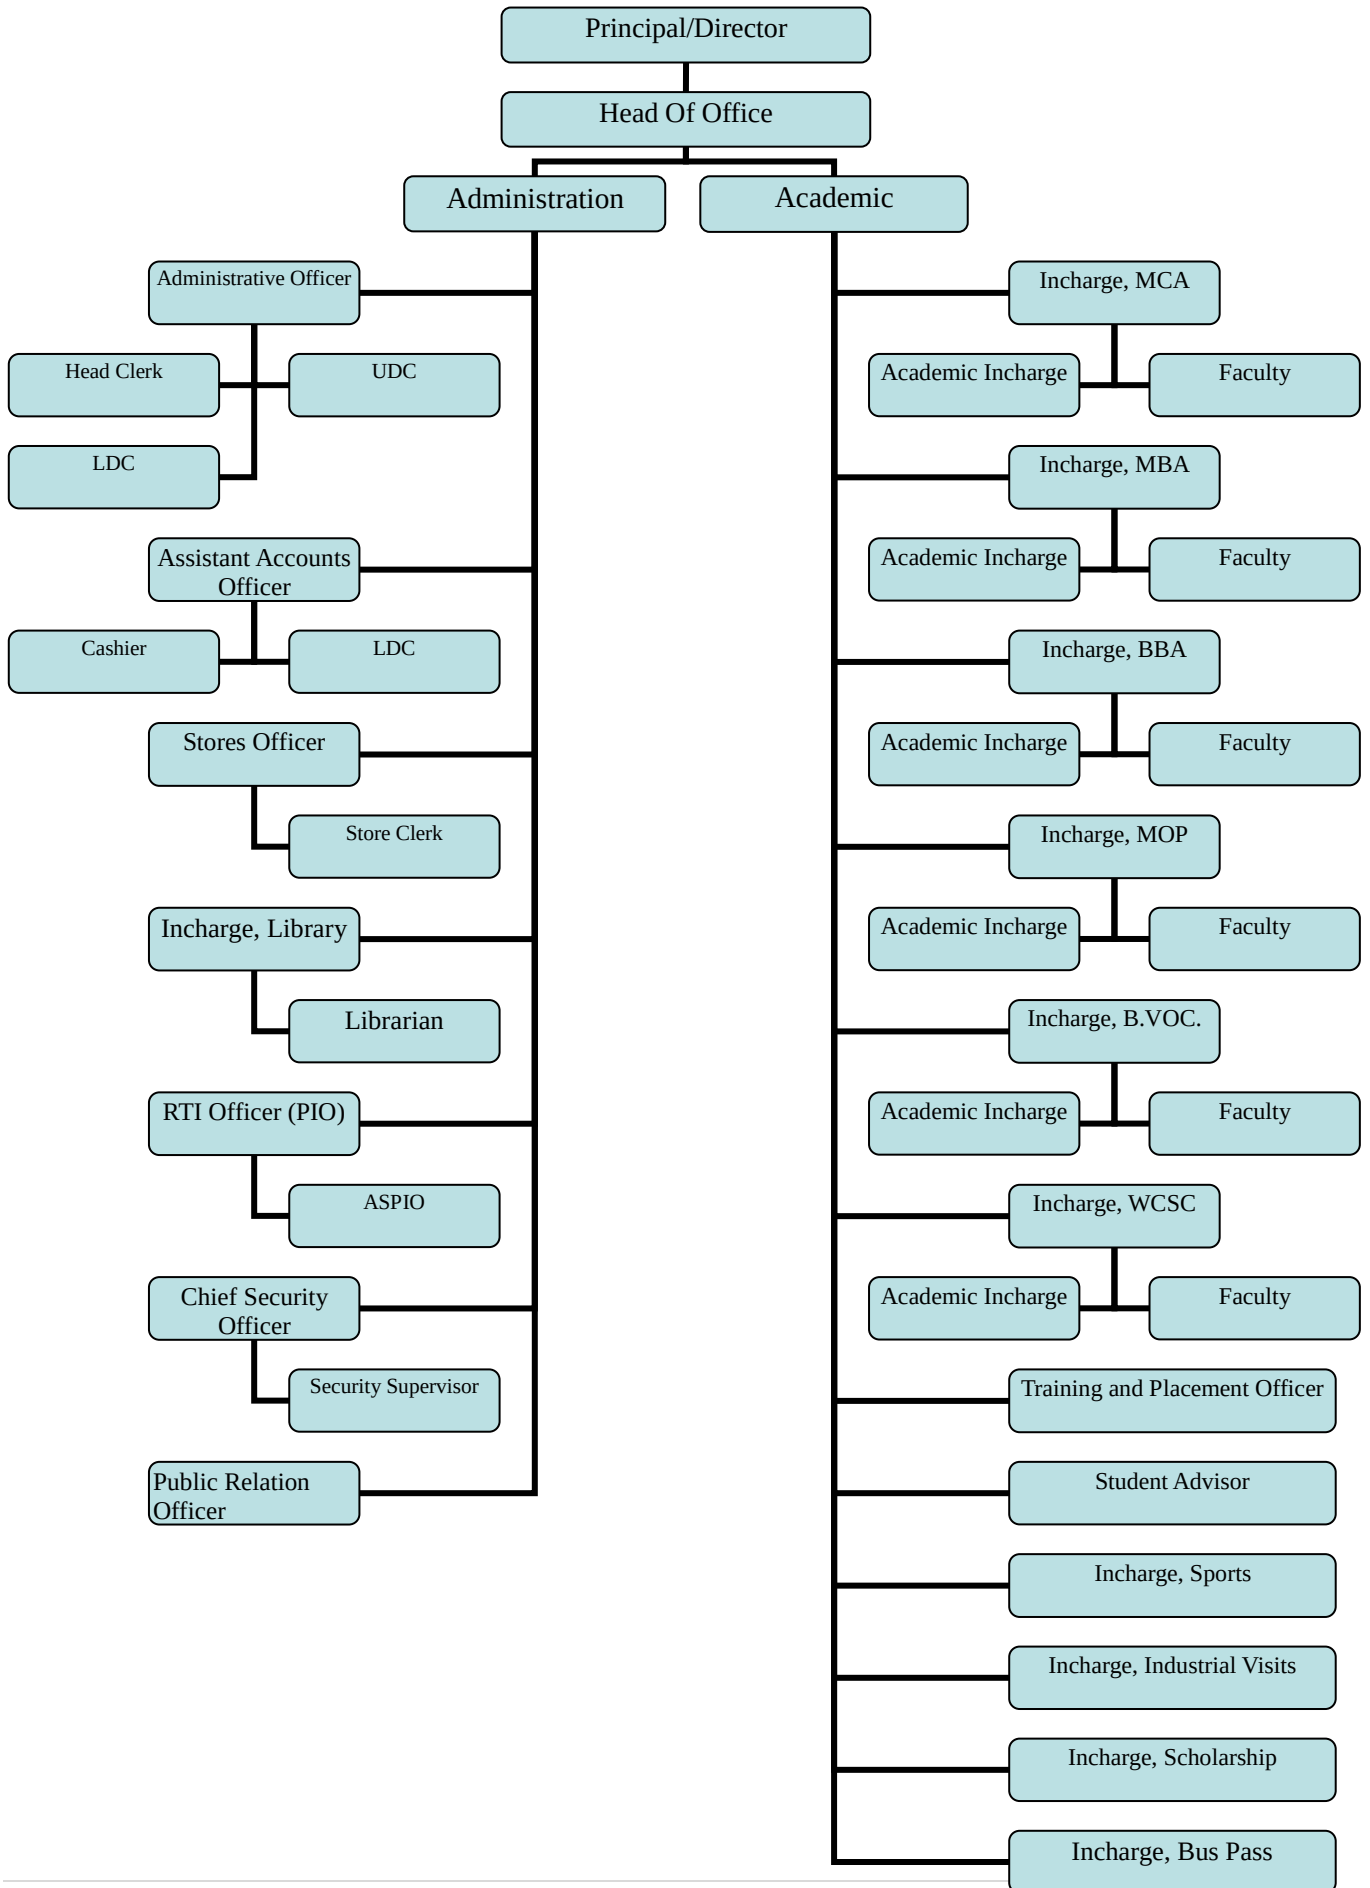 Principal/Director
Head Of Office
Administration
Academic
Administrative Officer
Head Clerk
UDC
LDC
Assistant Accounts
Officer
Cashier
LDC
Stores Officer
Store Clerk
Incharge, Library
Librarian
RTI Officer (PIO)
ASPIO
Chief Security
Officer
Security Supervisor
Public Relation
Officer
Incharge, MCA
Academic Incharge
Faculty
Incharge, MBA
Academic Incharge
Faculty
Incharge, BBA
Academic Incharge
Faculty
Incharge, MOP
Academic Incharge
Faculty
Incharge, B.VOC.
Academic Incharge
Faculty
Incharge, WCSC
Academic Incharge
Faculty
Training and Placement Officer
Student Advisor
Incharge, Sports
Incharge, Industrial Visits
Incharge, Scholarship
Incharge, Bus Pass